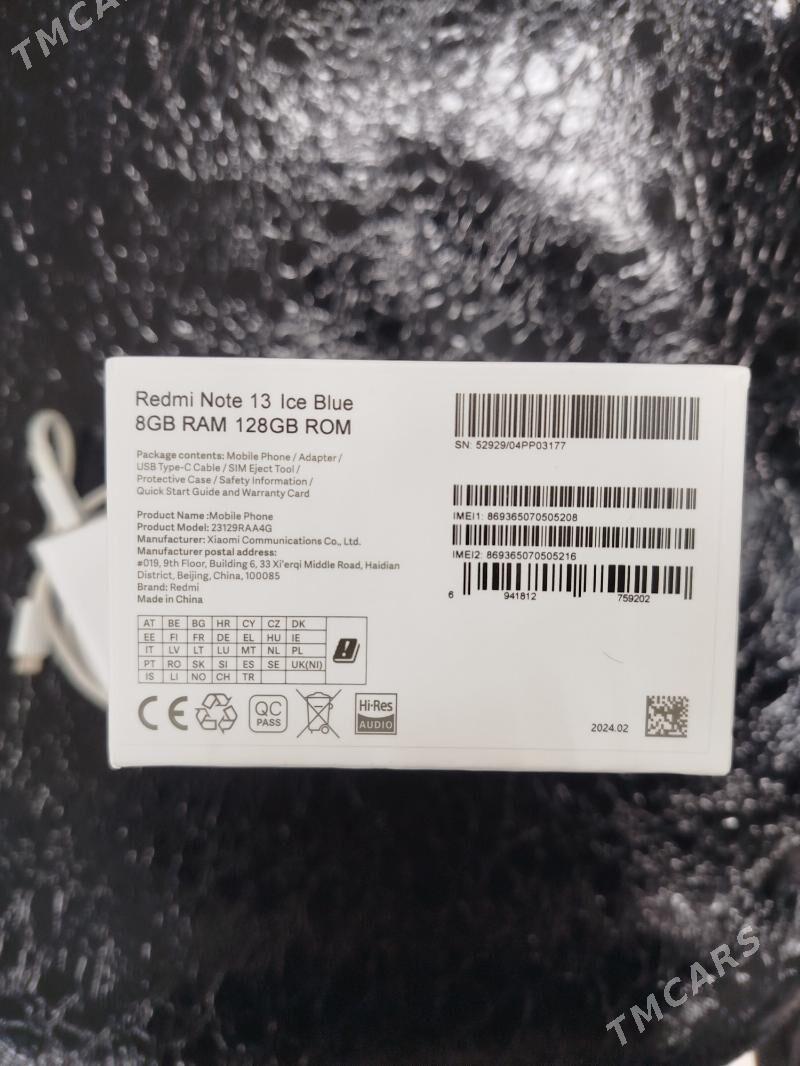 TMCARS
Redmi Note 13 Ice Blue
8GB RAM 128GB ROM
Package contents: Mobile Phone / Adapter /
USB Type-C Cable / SIM Eject Tool /
Protective Case / Safety Information /
Quick Start Guide and Warranty Card
Product Name :Mobile Phone
Product Model: 23129RAA4G
Manufacturer: Xiaomi Communications Co., Ltd.
Manufacturer postal address:
#019, 9th Floor, Building 6, 33 Xi'erqi Middle Road, Haidian
District, Beijing, China, 100085
Brand: Redmi
Made in China
SN: 52929/04PP03177
IMEI1: 869365070505208
IMEI2: 869365070505216
6 941812 759202
AT BE BG HR CY CZ DK
EE FI FR DE EL HU IE
IT LV LT LU MT NL PL
PT RO SK SI ES SE UK(NI)
IS LI NO CH TR
CE
QC
PASS
Hi-Res
AUDIO
2024.02
TMCARS